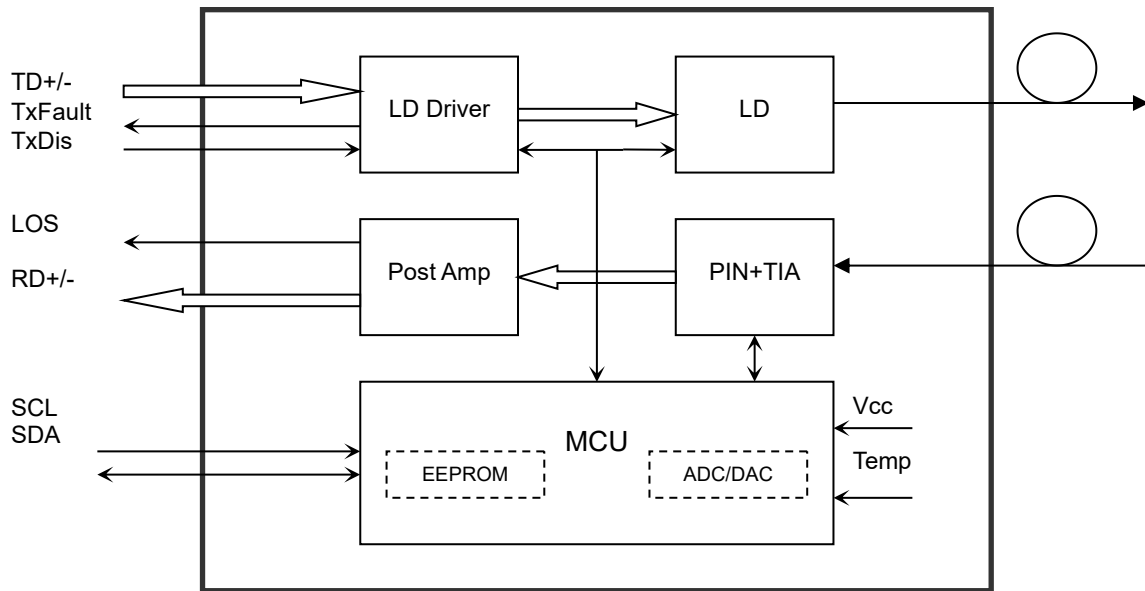 TD+/-
TxFault
TxDis
LD Driver
LD
LOS
RD+/-
Post Amp
PIN+TIA
SCL
SDA
MCU
EEPROM
ADC/DAC
Vcc
Temp